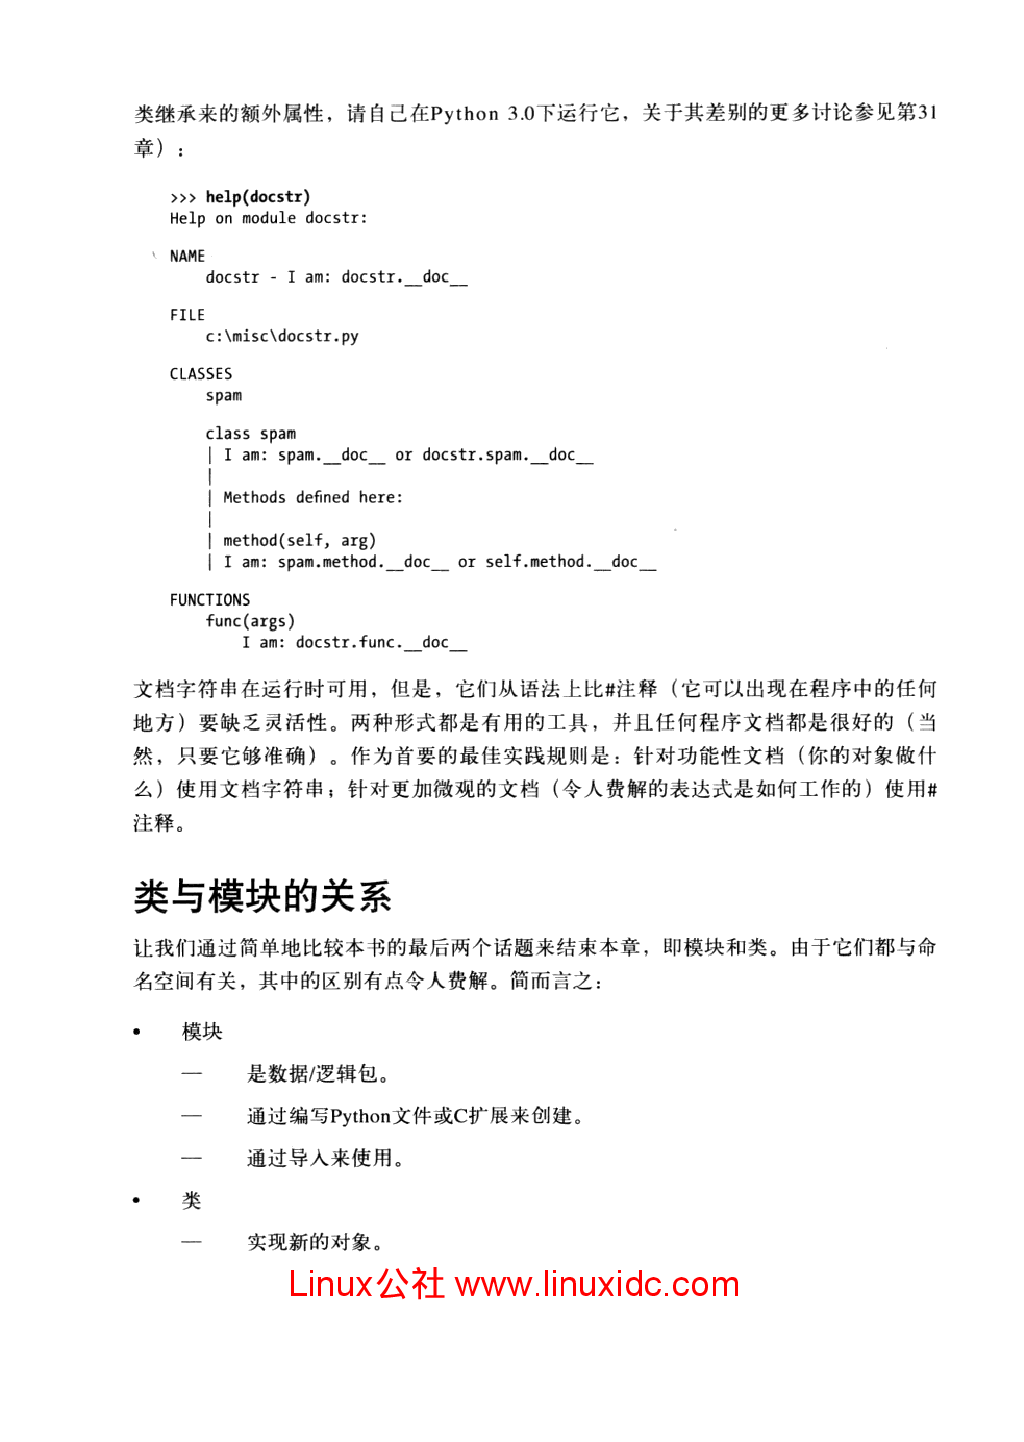 类继承来的额外属性，请自己在Python 3.0下运行它，关于其差别的更多讨论参见第31
章）：
>>> help(docstr)
Help on module docstr:
NAME
docstr - I am: docstr.__doc__
FILE
c:\misc\docstr.py
CLASSES
spam
class spam
| I am: spam.__doc__ or docstr.spam.__doc__
|
| Methods defined here:
|
| method(self, arg)
| I am: spam.method.__doc__ or self.method.__doc__
FUNCTIONS
func(args)
I am: docstr.func.__doc__
文档字符串在运行时可用，但是，它们从语法上比#注释（它可以出现在程序中的任何
地方）要缺乏灵活性。两种形式都是有用的工具，并且任何程序文档都是很好的（当
然，只要它够准确）。作为首要的最佳实践规则是：针对功能性文档（你的对象做什
么）使用文档字符串；针对更加微观的文档（令人费解的表达式是如何工作的）使用#
注释。
类与模块的关系
让我们通过简单地比较本书的最后两个话题来结束本章，即模块和类。由于它们都与命
名空间有关，其中的区别有点令人费解。简而言之：
• 模块
— 是数据/逻辑包。
— 通过编写Python文件或C扩展来创建。
— 通过导入来使用。
• 类
— 实现新的对象。
Linux公社 www.linuxidc.com